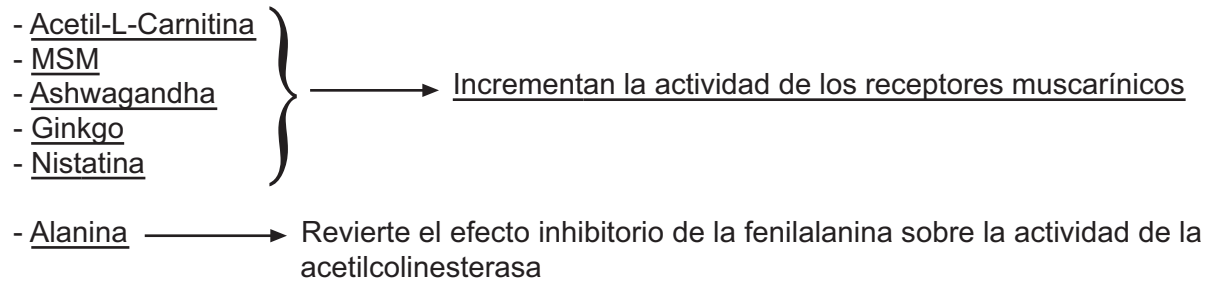 - Acetil-L-Carnitina
- MSM
- Ashwagandha
- Ginkgo
- Nistatina
Incrementan la actividad de los receptores muscarínicos
- Alanina
Revierte el efecto inhibitorio de la fenilalanina sobre la actividad de la
acetilcolinesterasa